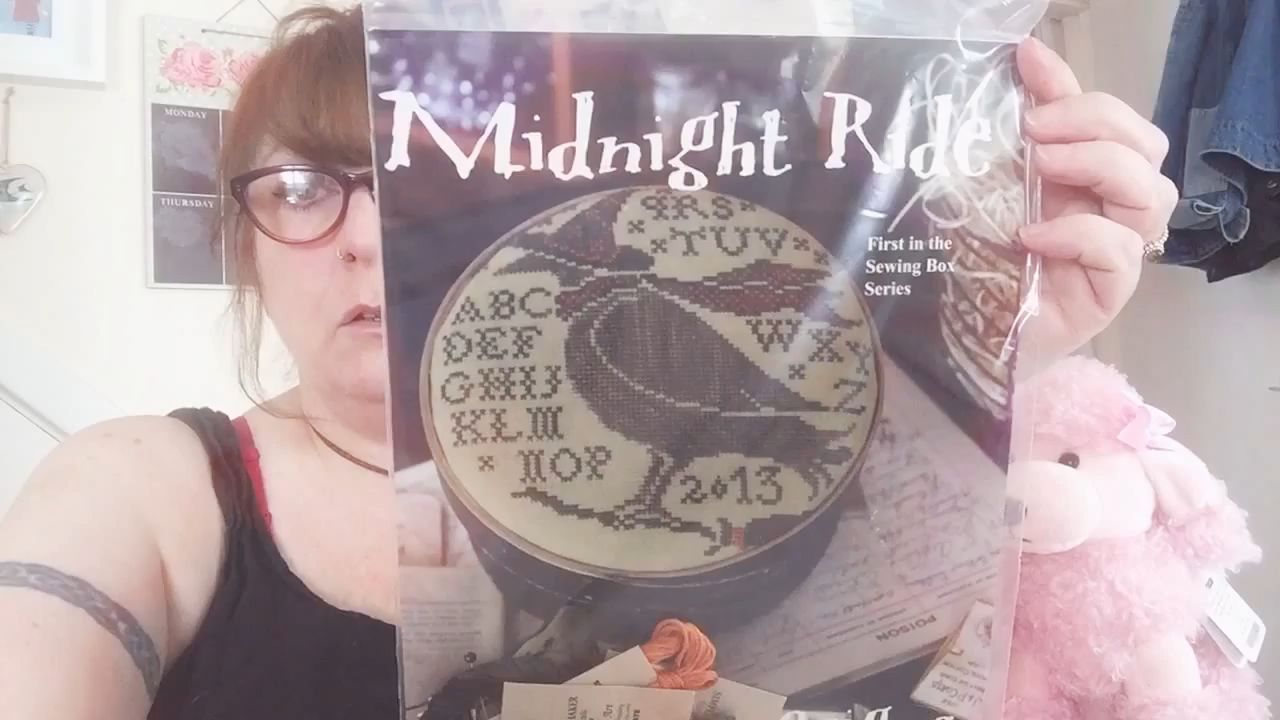 MONDAY
THURSDAY
Midnight Ride
First in the
Sewing Box
Series
QRS
TUV
ABC
DEF
GHIJ
KLM
NOP
WX
Y
Z
2013
POISON